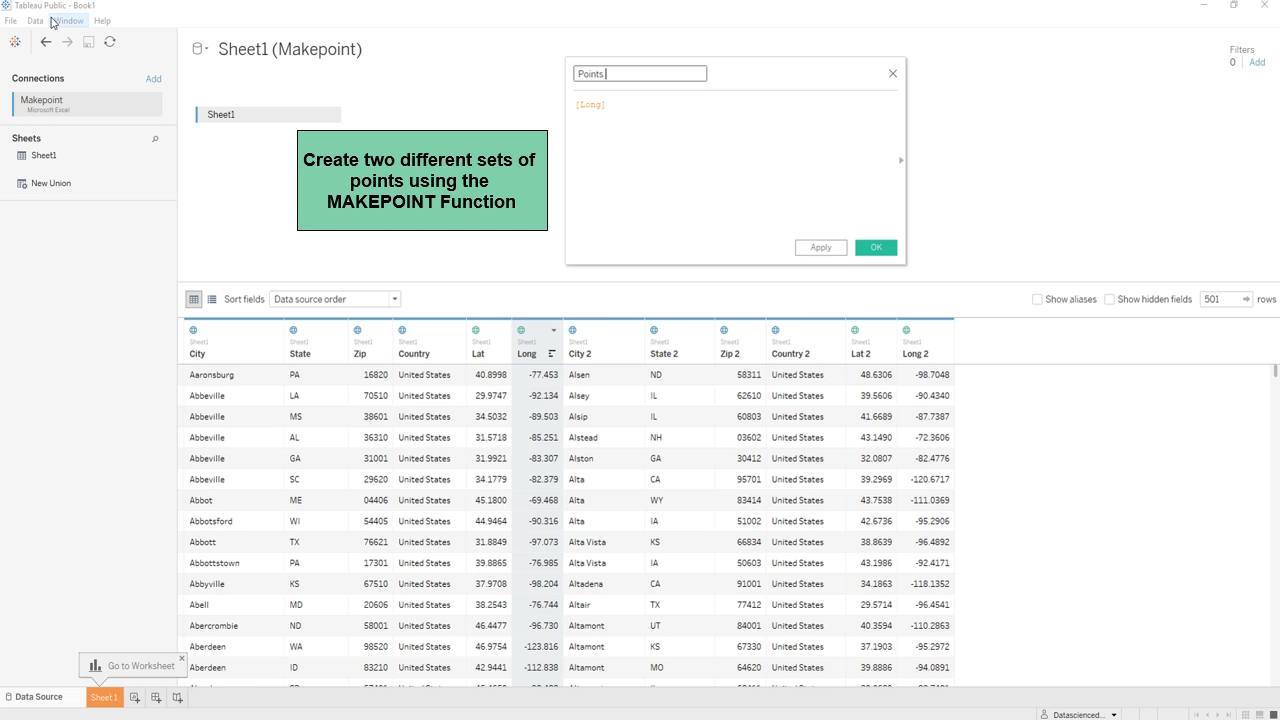 Tableau Public - Book1
File Data Window Help
Connections Add
Makepoint
Microsoft Excel
Sheets
Sheet1
New Union
Sheet1 (Makepoint)
Filters
0 Add
Sheet1
Create two different sets of
points using the
MAKEPOINT Function
Points
[Long]
Apply OK
Sort fields Data source order Show aliases Show hidden fields 501 rows
Sheet1 Sheet1 Sheet1 Sheet1 Sheet1 Sheet1 Sheet1 Sheet1 Sheet1 Sheet1 Sheet1 Sheet1
City State Zip Country Lat Long City 2 State 2 Zip 2 Country 2 Lat 2 Long 2
Aaronsburg PA 16820 United States 40.8998 -77.453 Alsen ND 58311 United States 48.6306 -98.7048
Abbeville LA 70510 United States 29.9747 -92.134 Alsey IL 62610 United States 39.5606 -90.4340
Abbeville MS 38601 United States 34.5032 -89.503 Alsip IL 60803 United States 41.6689 -87.7387
Abbeville AL 36310 United States 31.5718 -85.251 Alstead NH 03602 United States 43.1490 -72.3606
Abbeville GA 31001 United States 31.9921 -83.307 Alston GA 30412 United States 32.0807 -82.4776
Abbeville SC 29620 United States 34.1779 -82.379 Alta CA 95701 United States 39.2969 -120.6717
Abbot ME 04406 United States 45.1800 -69.468 Alta WY 83414 United States 43.7538 -111.0369
Abbotsford WI 54405 United States 44.9464 -90.316 Alta IA 51002 United States 42.6736 -95.2906
Abbott TX 76621 United States 31.8849 -97.073 Alta Vista KS 66834 United States 38.8639 -96.4892
Abbottstown PA 17301 United States 39.8865 -76.985 Alta Vista IA 50603 United States 43.1986 -92.4171
Abbyville KS 67510 United States 37.9708 -98.204 Altadena CA 91001 United States 34.1863 -118.1352
Abell MD 20606 United States 38.2543 -76.744 Altair TX 77412 United States 29.5714 -96.4541
Abercrombie ND 58001 United States 46.4477 -96.730 Altamont UT 84001 United States 40.3594 -110.2863
Aberdeen WA 98520 United States 46.9754 -123.816 Altamont KS 67330 United States 37.1903 -95.2972
Aberdeen ID 83210 United States 42.9441 -112.838 Altamont MO 64620 United States 39.8886 -94.0891
Go to Worksheet
Data Source Sheet 1
Datascienced...